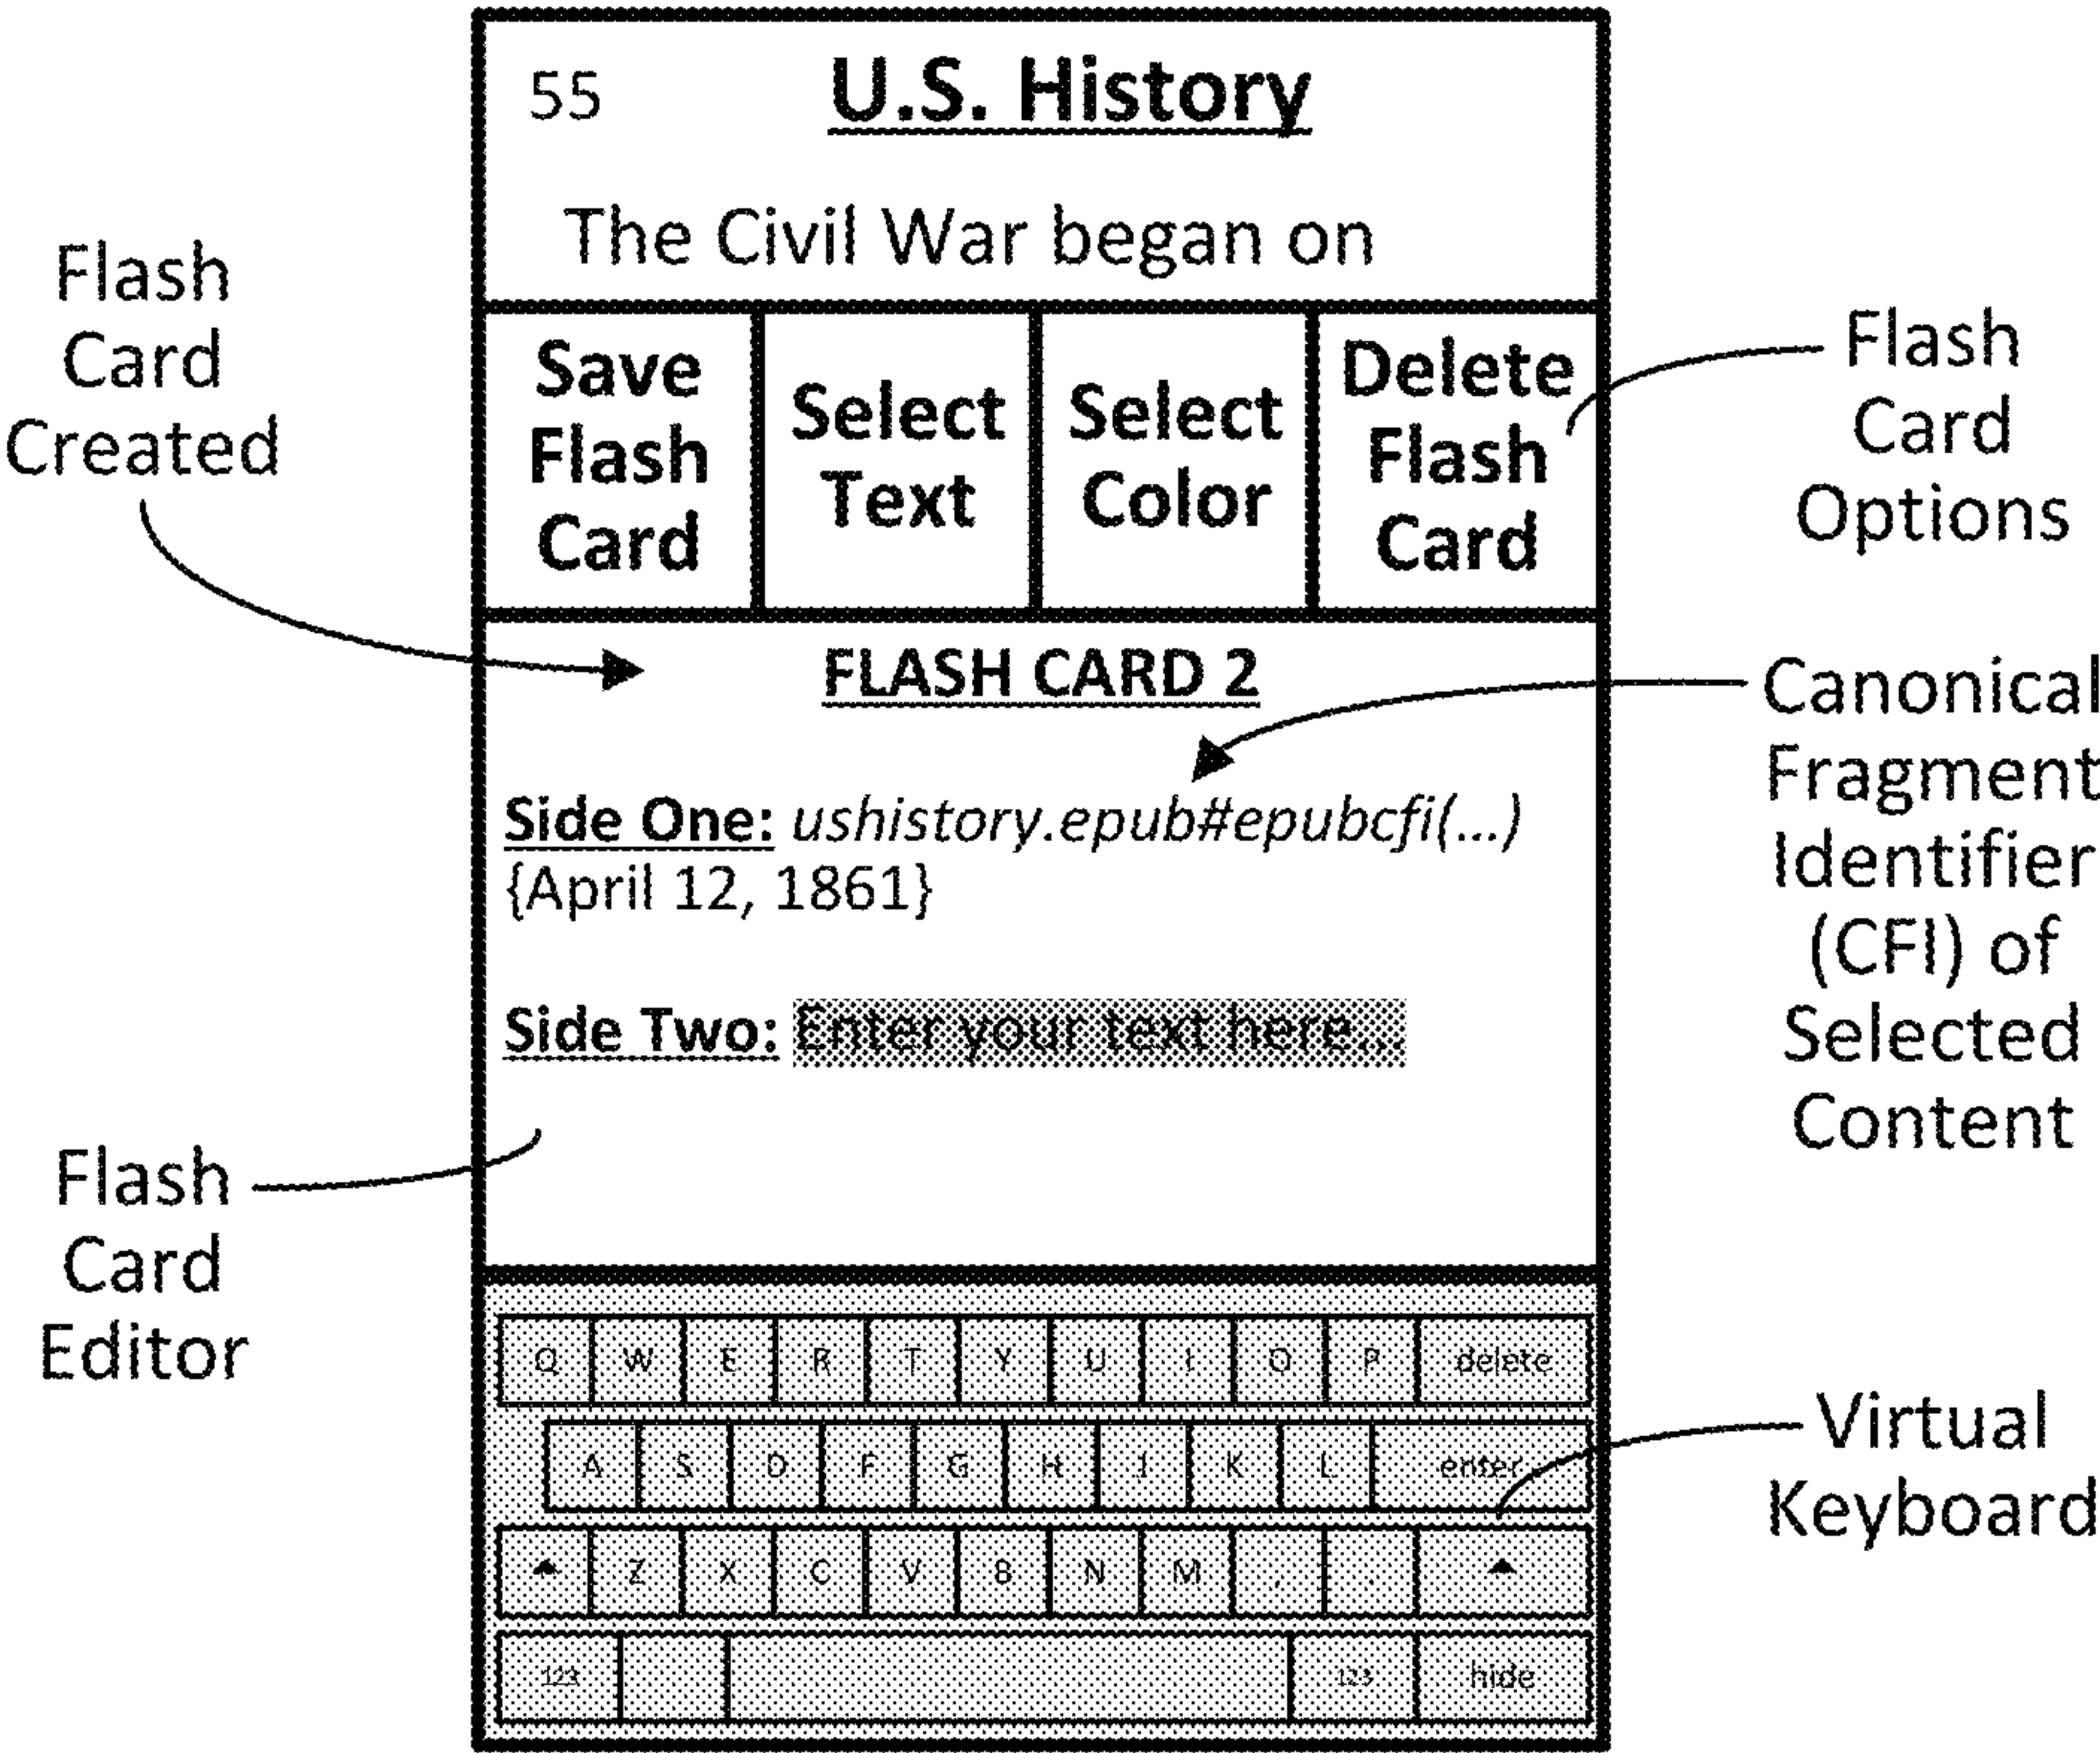 55
U.S. History
The Civil War began on
Flash
Card
Created
Save
Flash
Card
Select
Text
Select
Color
Delete
Flash
Card
Flash
Card
Options
FLASH CARD 2
Side One: ushistory.epub#epubcfi(...)
{April 12, 1861}
Side Two: Enter your text here...
Canonical
Fragment
Identifier
(CFI) of
Selected
Content
Flash
Card
Editor
Q W E R T Y U I O P delete
A S D F G H J K L enter
Z X C V B N M , .
123 123 hide
Virtual
Keyboard